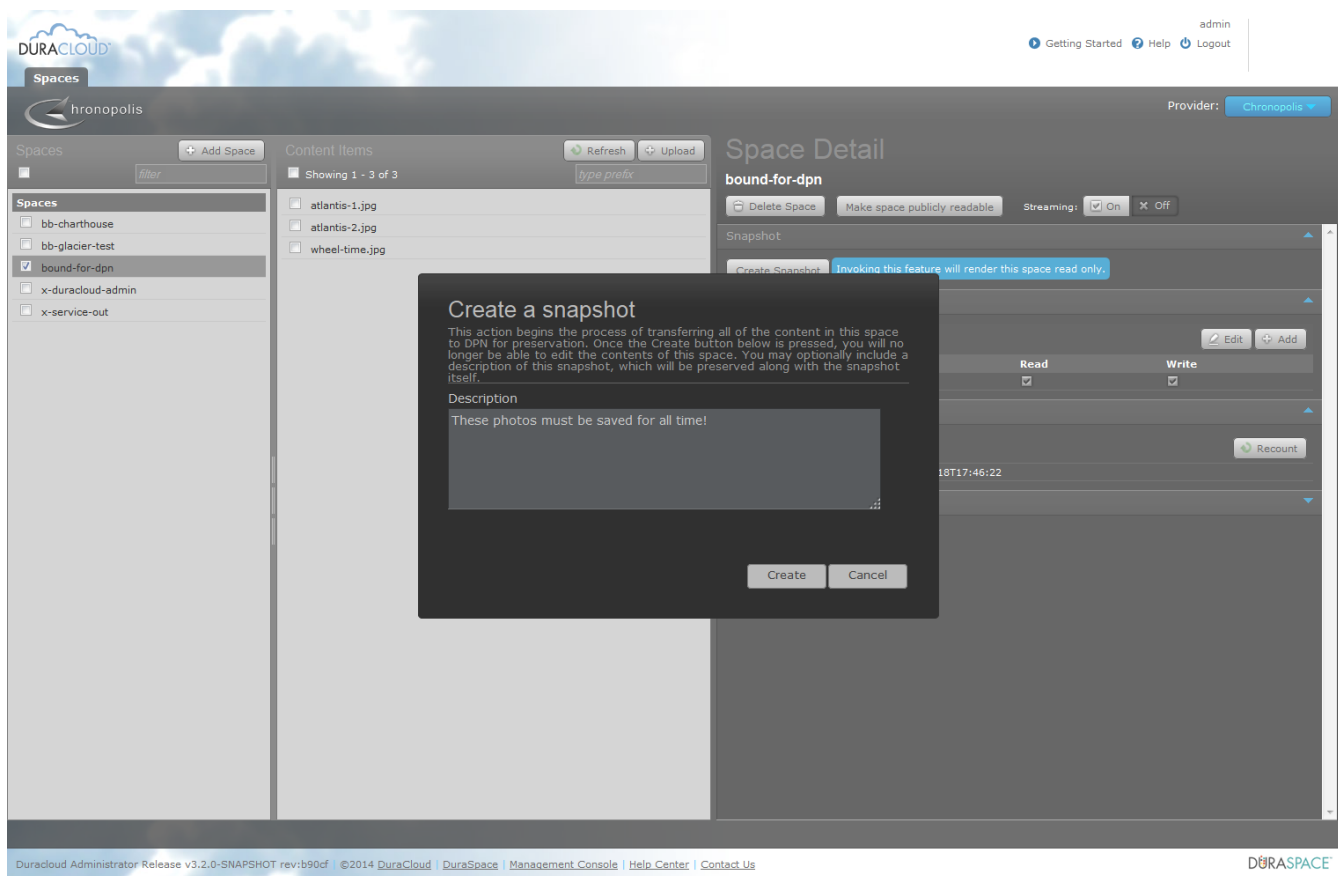 DURACLOUD
admin
Getting Started Help Logout
Spaces
hronopolis
Provider: Chronopolis
Spaces
Add Space
filter
Spaces
bb-charthouse
bb-glacier-test
bound-for-dpn
x-duracloud-admin
x-service-out
Content Items
Refresh Upload
Showing 1 - 3 of 3
type prefix
atlantis-1.jpg
atlantis-2.jpg
wheel-time.jpg
Space Detail
bound-for-dpn
Delete Space Make space publicly readable Streaming: On Off
Snapshot
Create Snapshot Invoking this feature will render this space read only.
Edit Add
Read Write
Recount
18T17:46:22
Create a snapshot
This action begins the process of transferring all of the content in this space
to DPN for preservation. Once the Create button below is pressed, you will no
longer be able to edit the contents of this space. You may optionally include a
description of this snapshot, which will be preserved along with the snapshot
itself.
Description
These photos must be saved for all time!
Create Cancel
Duracloud Administrator Release v3.2.0-SNAPSHOT rev:b90cf | ©2014 DuraCloud | DuraSpace | Management Console | Help Center | Contact Us
DURASPACE